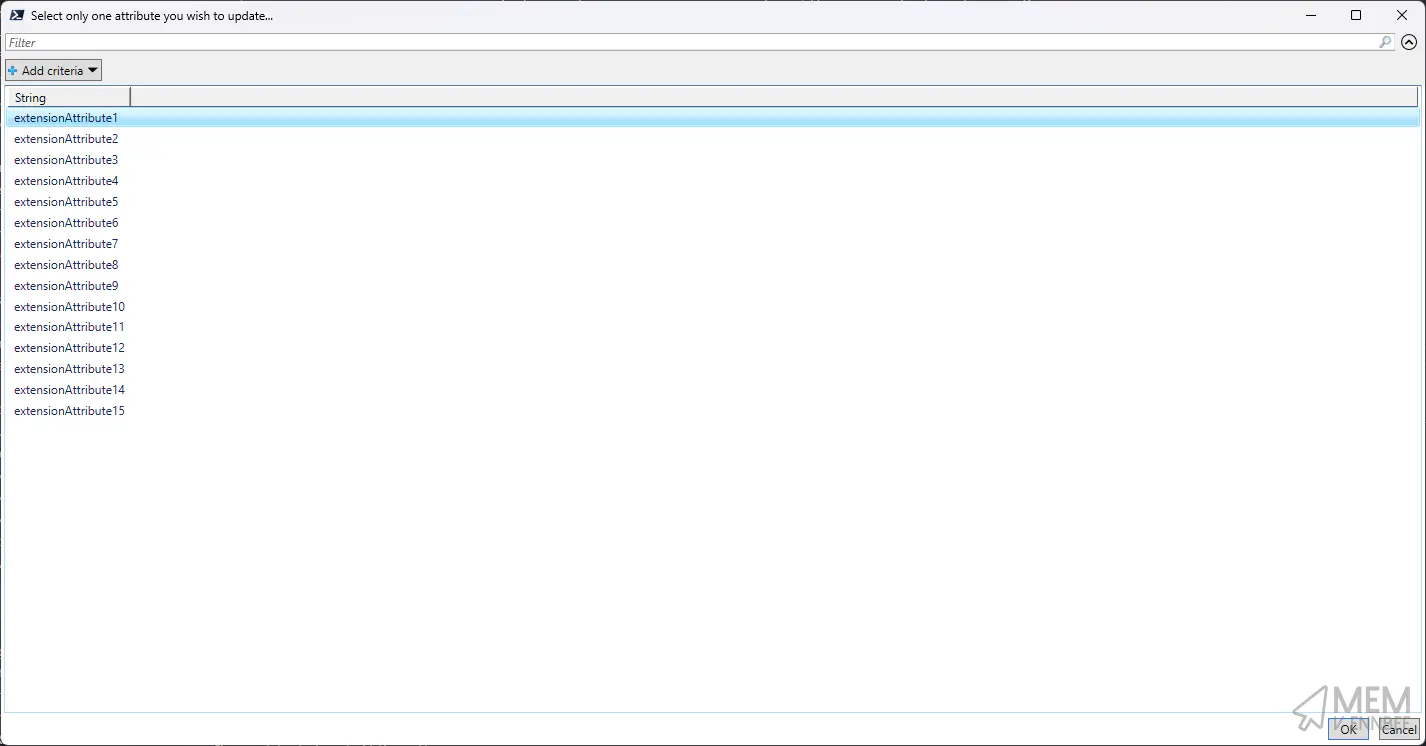 Select only one attribute you wish to update...
Filter
Add criteria
String
extensionAttribute1
extensionAttribute2
extensionAttribute3
extensionAttribute4
extensionAttribute5
extensionAttribute6
extensionAttribute7
extensionAttribute8
extensionAttribute9
extensionAttribute10
extensionAttribute11
extensionAttribute12
extensionAttribute13
extensionAttribute14
extensionAttribute15
MEM
OK
Cancel